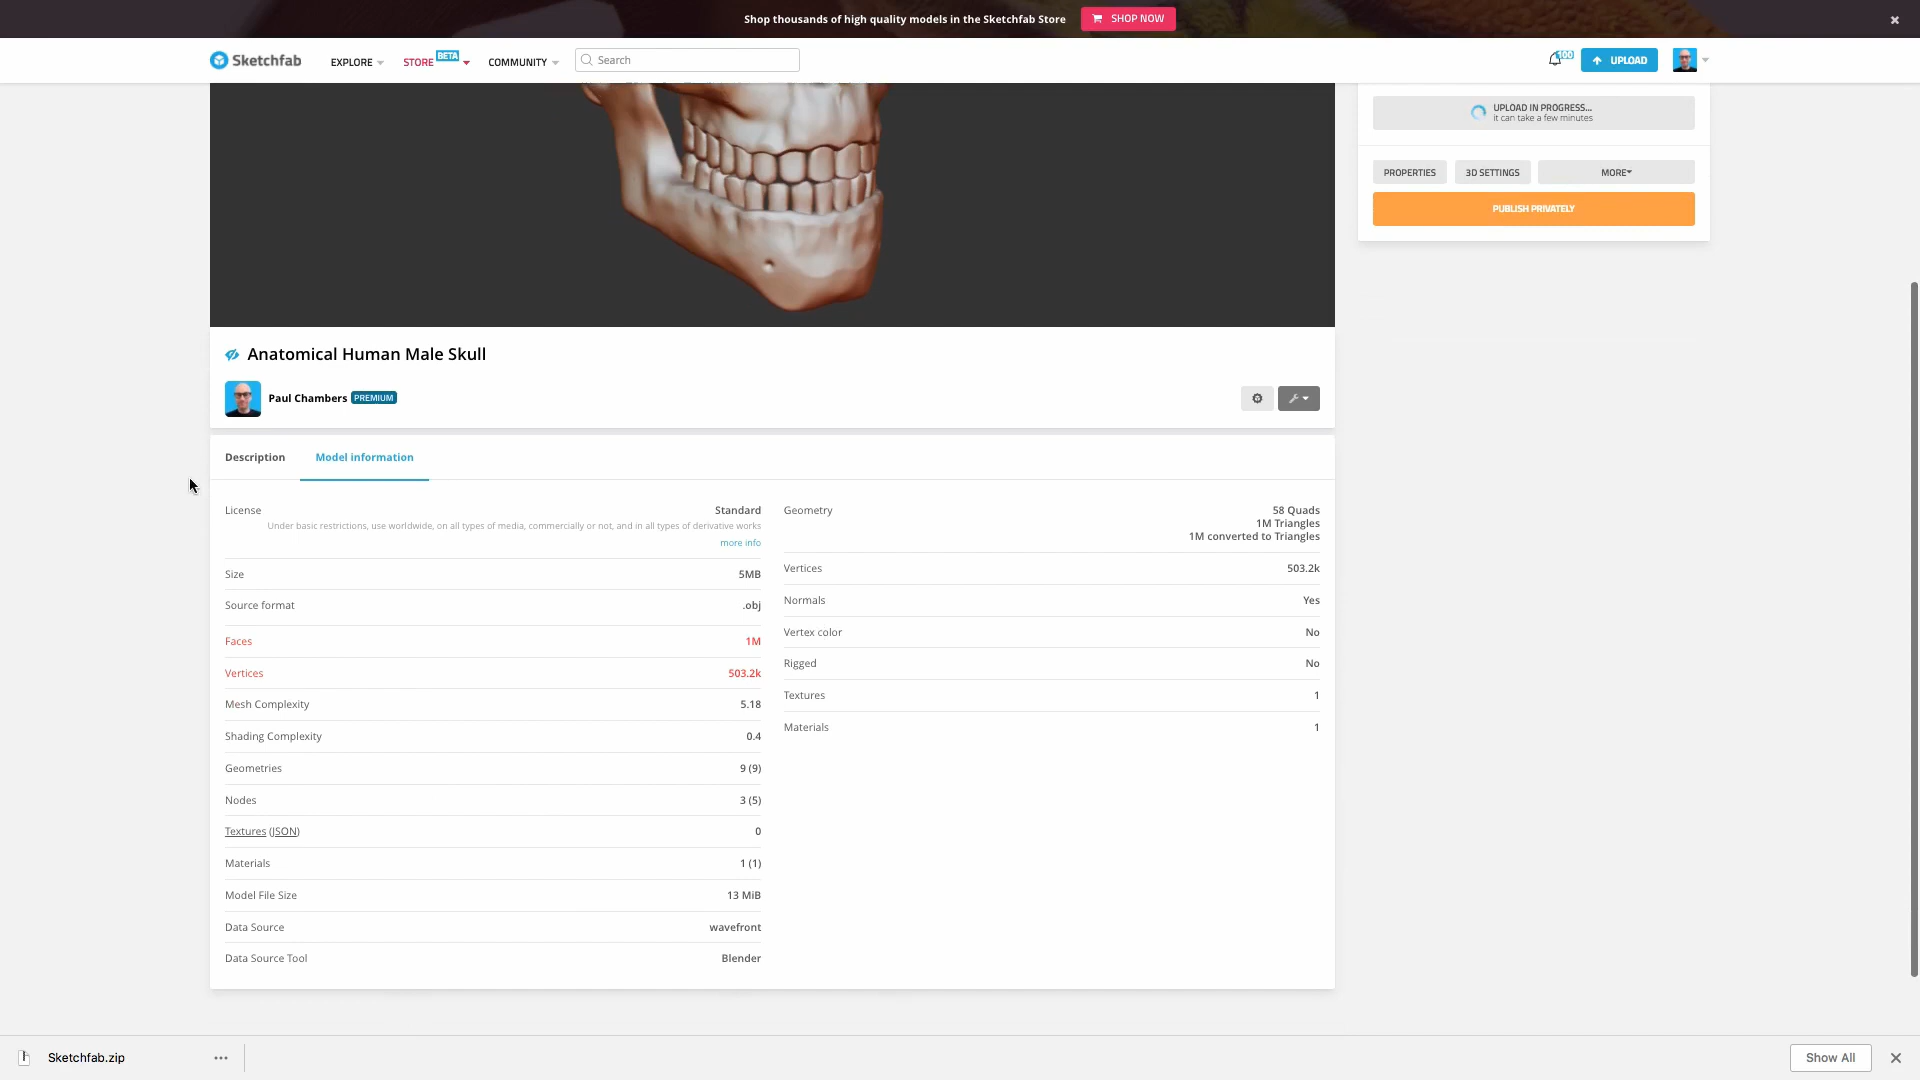 Shop thousands of high quality models in the Sketchfab Store
SHOP NOW
Sketchfab
EXPLORE
STORE
BETA
COMMUNITY
Search
100
UPLOAD
UPLOAD IN PROGRESS...
it can take a few minutes
PROPERTIES
3D SETTINGS
MORE
PUBLISH PRIVATELY
Anatomical Human Male Skull
Paul Chambers PREMIUM
Description
Model information
License Standard
Under basic restrictions, use worldwide, on all types of media, commercially or not, and in all types of derivative works
more info
Size 5MB
Source format .obj
Faces 1M
Vertices 503.2k
Mesh Complexity 5.18
Shading Complexity 0.4
Geometries 9 (9)
Nodes 3 (5)
Textures (JSON) 0
Materials 1 (1)
Model File Size 13 MiB
Data Source wavefront
Data Source Tool Blender
Geometry 58 Quads
1M Triangles
1M converted to Triangles
Vertices 503.2k
Normals Yes
Vertex color No
Rigged No
Textures 1
Materials 1
Sketchfab.zip
Show All